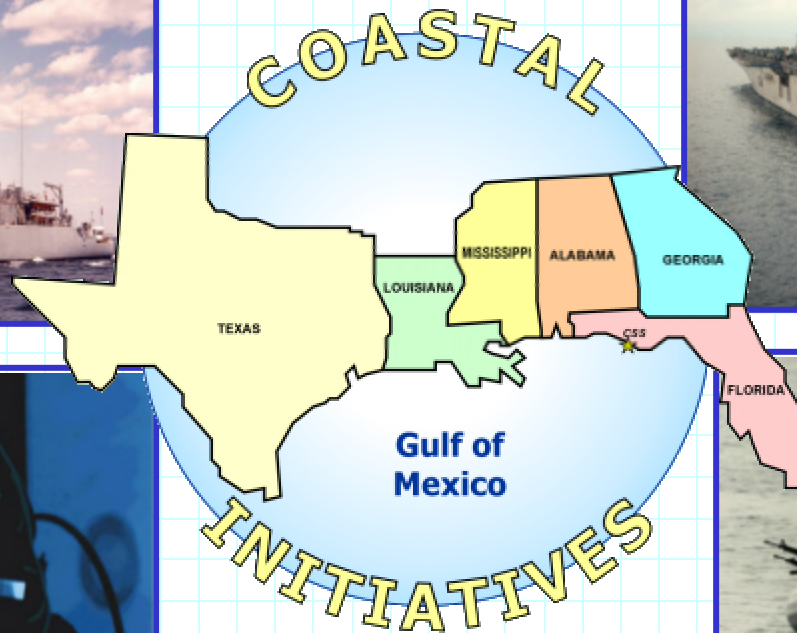 COASTAL
MISSISSIPPI
ALABAMA
GEORGIA
LOUISIANA
TEXAS
CSS
FLORIDA
Gulf of
Mexico
INITIATIVES